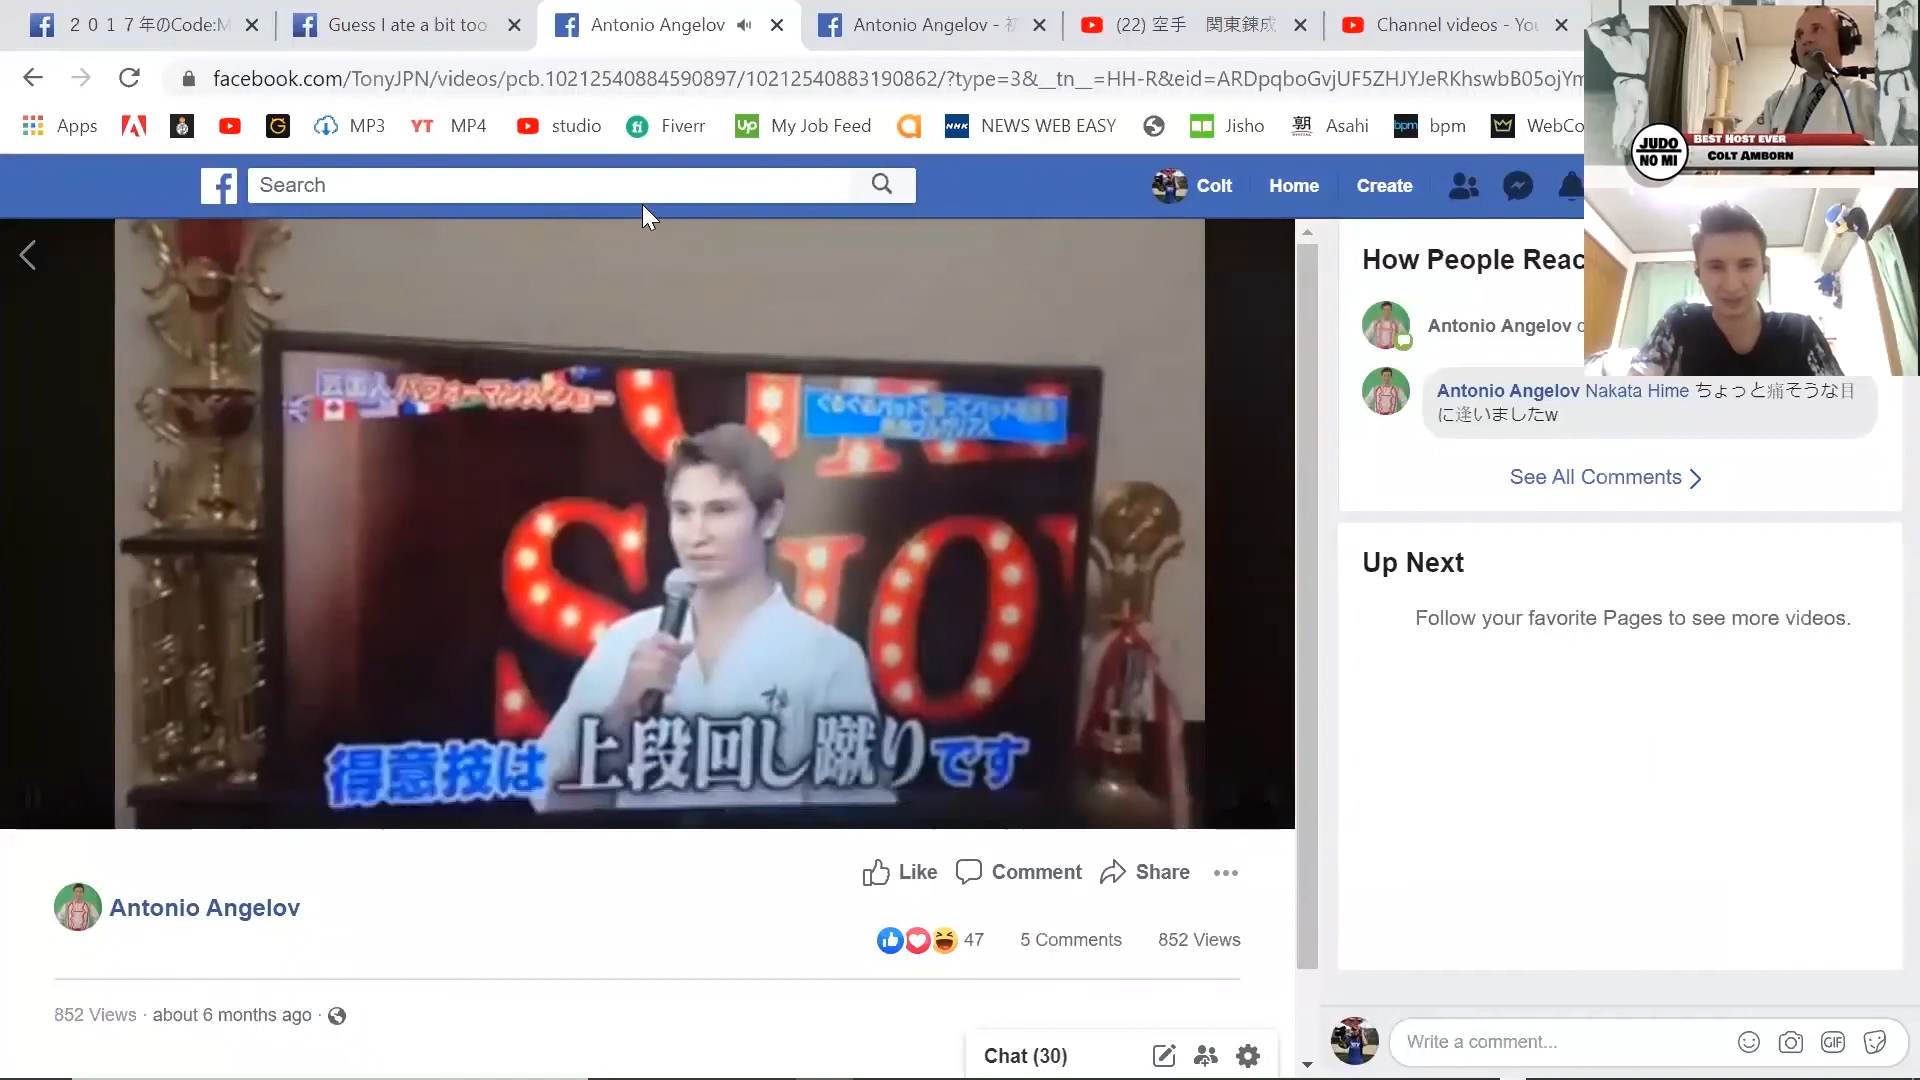 ２０１７年のCode:M
Guess I ate a bit too
Antonio Angelov
Antonio Angelov - 初
(22) 空手 関東錬成
Channel videos - You
facebook.com/TonyJPN/videos/pcb.10212540884590897/10212540883190862/?type=3&__tn__=HH-R&eid=ARDpqboGvjUF5ZHJYJeRKhswbB05ojYm
Apps
MP3
YT MP4
studio
fi Fiverr
Up My Job Feed
NHK NEWS WEB EASY
Jisho
朝 Asahi
bpm bpm
WebCo
JUDO
NO MI
BEST HOST EVER
COLT AMBORN
Search
Colt
Home
Create
芸国人パフォーマンスショー
SHOW
得意技は上段回し蹴りです
How People Reac
Antonio Angelov
Antonio Angelov Nakata Hime ちょっと痛そうな目
に逢いましたw
See All Comments
Up Next
Follow your favorite Pages to see more videos.
Like
Comment
Share
Antonio Angelov
47
5 Comments
852 Views
852 Views · about 6 months ago ·
Chat (30)
Write a comment...
GIF